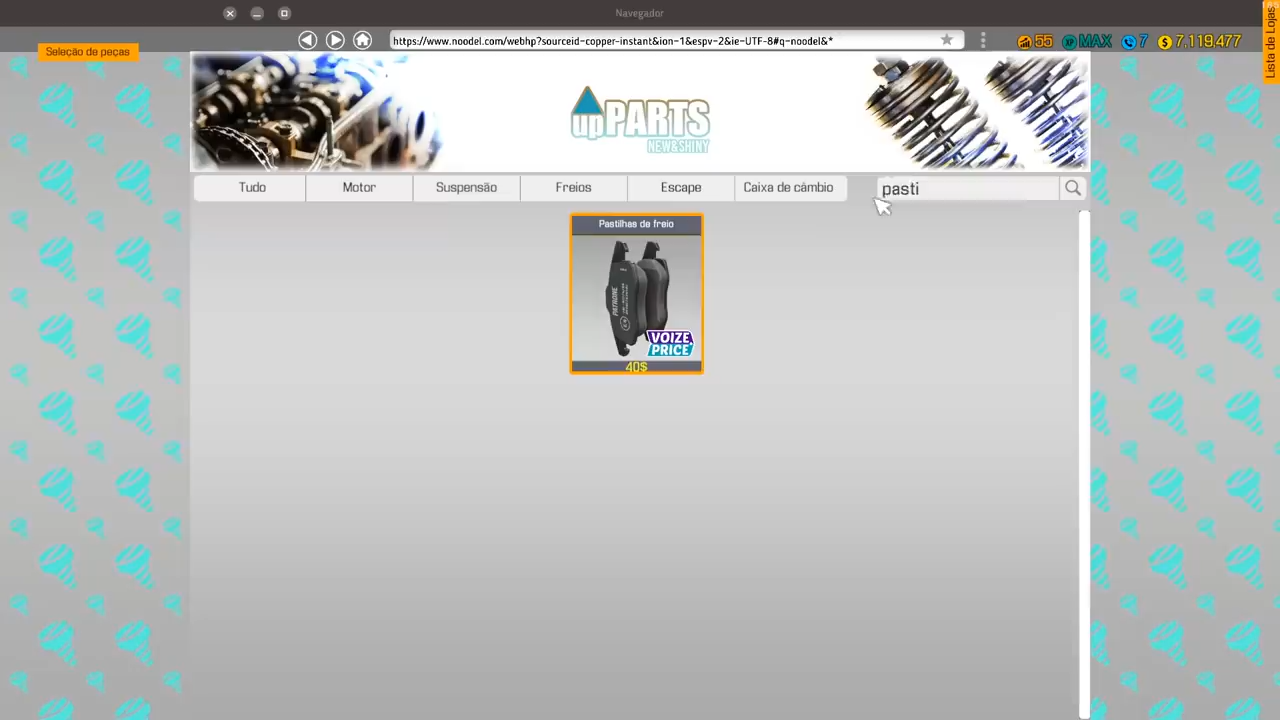 Navegador
https://www.noodel.com/webhp?sourceid-copper-instant&ion-1&espv-2&ie-UTF-8#q-noodel&*
55 XP MAX 7 $ 7,119,477
Lista de Lojas
Seleção de peças
upPARTS
NEW&SHINY
Tudo Motor Suspensão Freios Escape Caixa de câmbio pasti
Pastilhas de freio
PATRONE
VOIZE
PRICE
40$